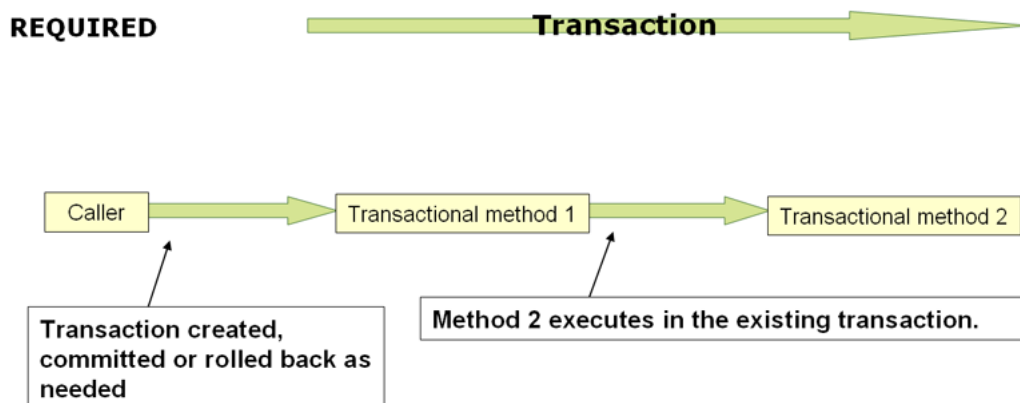 REQUIRED
Transaction
Caller
Transactional method 1
Transactional method 2
Transaction created,
committed or rolled back as
needed
Method 2 executes in the existing transaction.